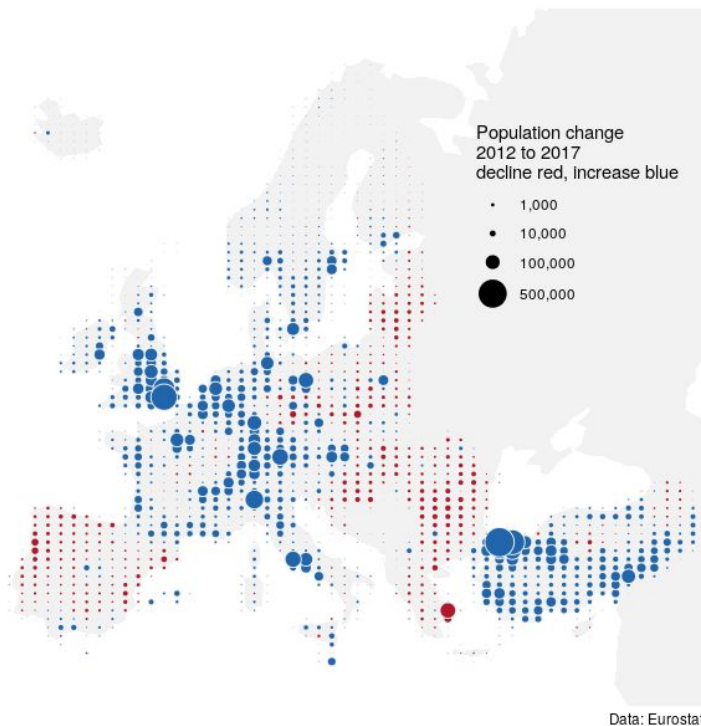 Population change
2012 to 2017
decline red, increase blue
1,000
10,000
100,000
500,000
Data: Eurostat